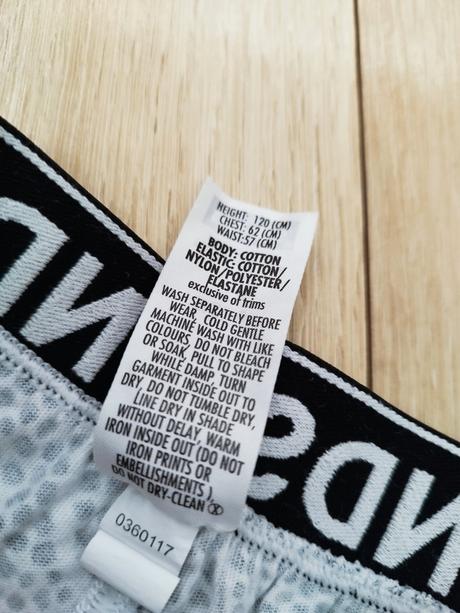 HEIGHT: 120 (CM)
CHEST: 62 (CM)
WAIST:57 (CM)
BODY: COTTON
ELASTIC: COTTON/
NYLON/POLYESTER/
ELASTANE
exclusive of trims
WASH SEPARATELY BEFORE
WEAR, COLD GENTLE
MACHINE WASH WITH LIKE
COLOURS, DO NOT BLEACH
OR SOAK, PULL TO SHAPE
WHILE DAMP, TURN
GARMENT INSIDE OUT TO
DRY, DO NOT TUMBLE DRY,
LINE DRY IN SHADE
WITHOUT DELAY, WARM
IRON INSIDE OUT (DO NOT
IRON PRINTS OR
EMBELLISHMENTS ),
DO NOT DRY-CLEAN
0360117